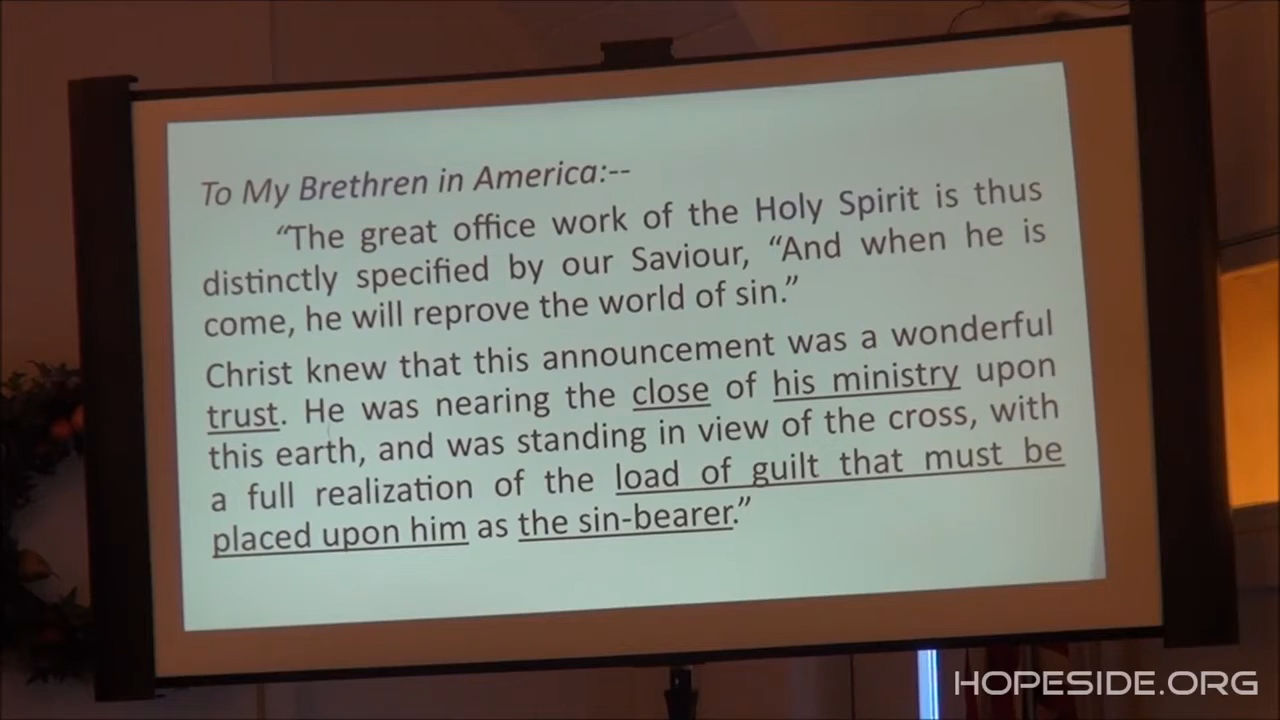 To My Brethren in America:--
“The great office work of the Holy Spirit is thus
distinctly specified by our Saviour, “And when he is
come, he will reprove the world of sin.”
Christ knew that this announcement was a wonderful
trust. He was nearing the close of his ministry upon
this earth, and was standing in view of the cross, with
a full realization of the load of guilt that must be
placed upon him as the sin-bearer.”
HOPESIDE.ORG